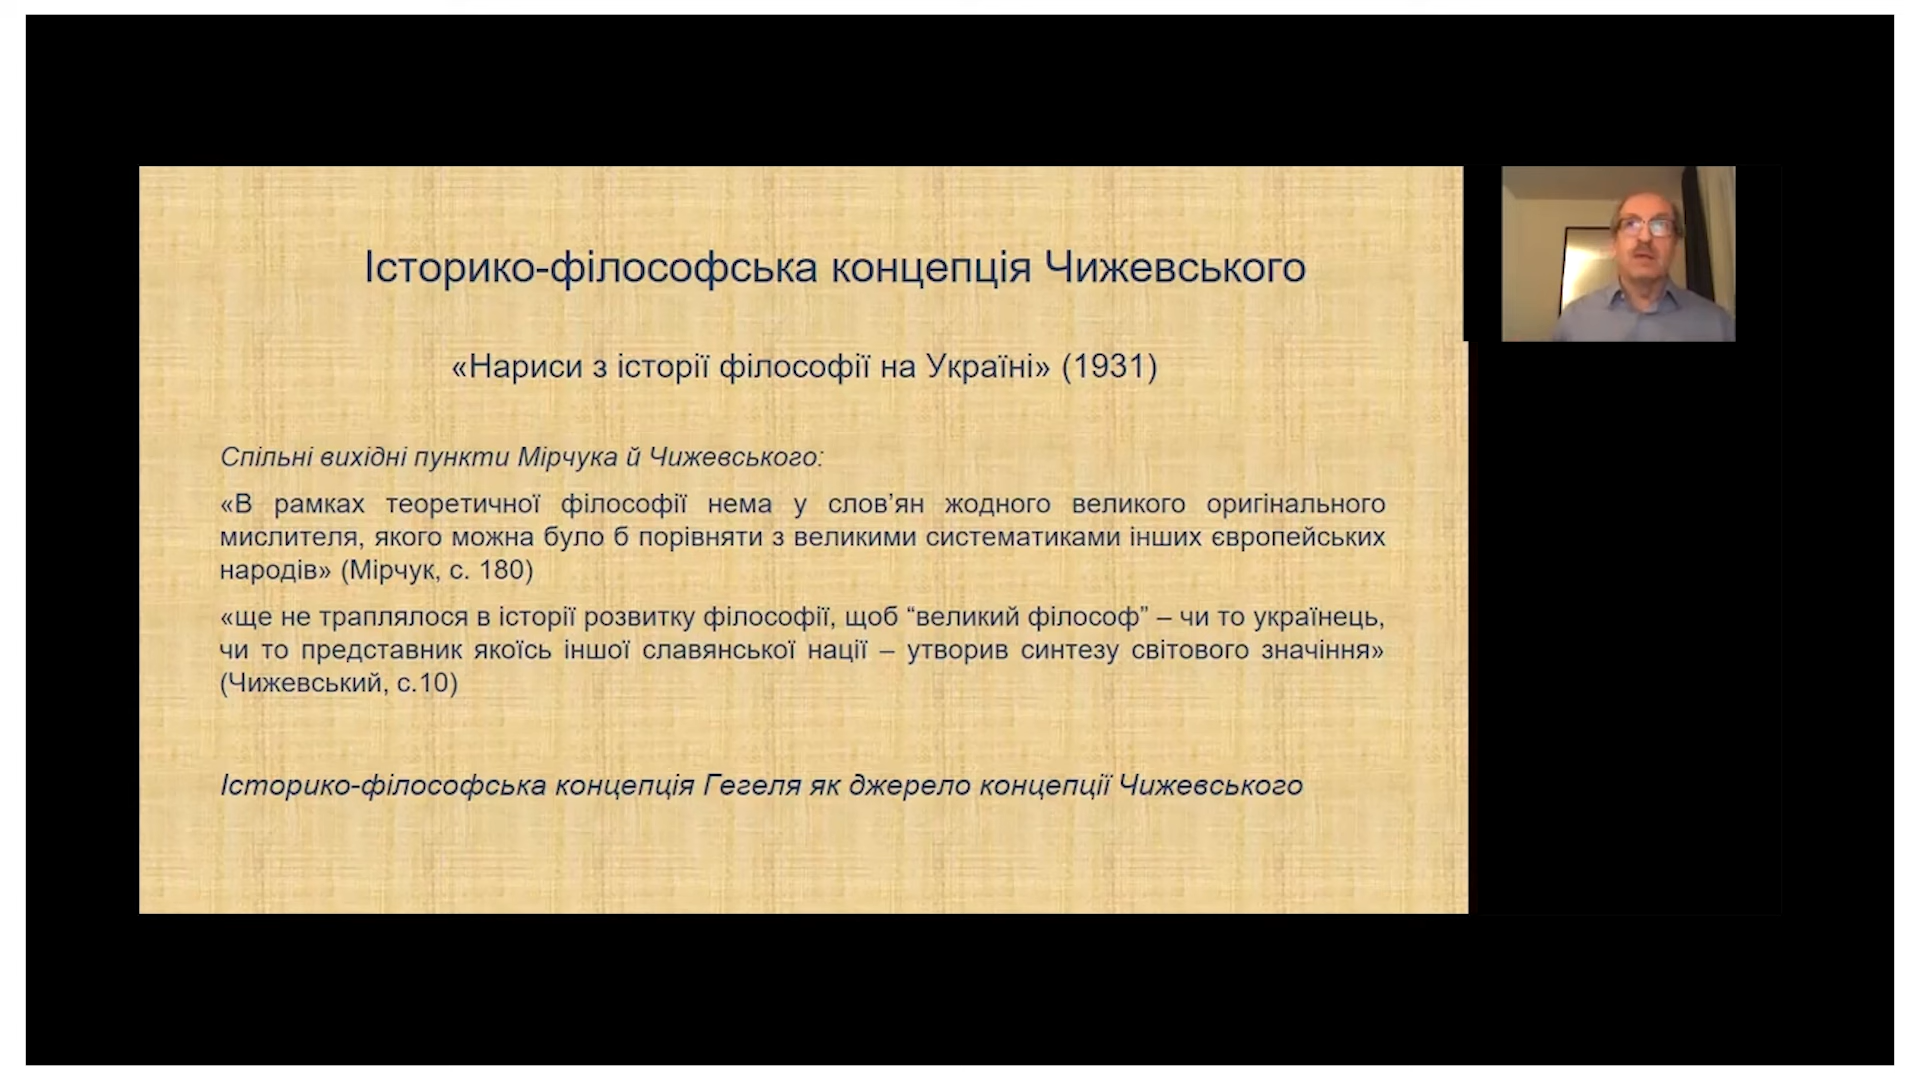 Історико-філософська концепція Чижевського
«Нариси з історії філософії на Україні» (1931)
Спільні вихідні пункти Мірчука й Чижевського:
«В рамках теоретичної філософії нема у слов’ян жодного великого оригінального
мислителя, якого можна було б порівняти з великими систематиками інших європейських
народів» (Мірчук, с. 180)
«ще не траплялося в історії розвитку філософії, щоб “великий філософ” – чи то українець,
чи то представник якоїсь іншої славянської нації – утворив синтезу світового значіння»
(Чижевський, с.10)
Історико-філософська концепція Гегеля як джерело концепції Чижевського